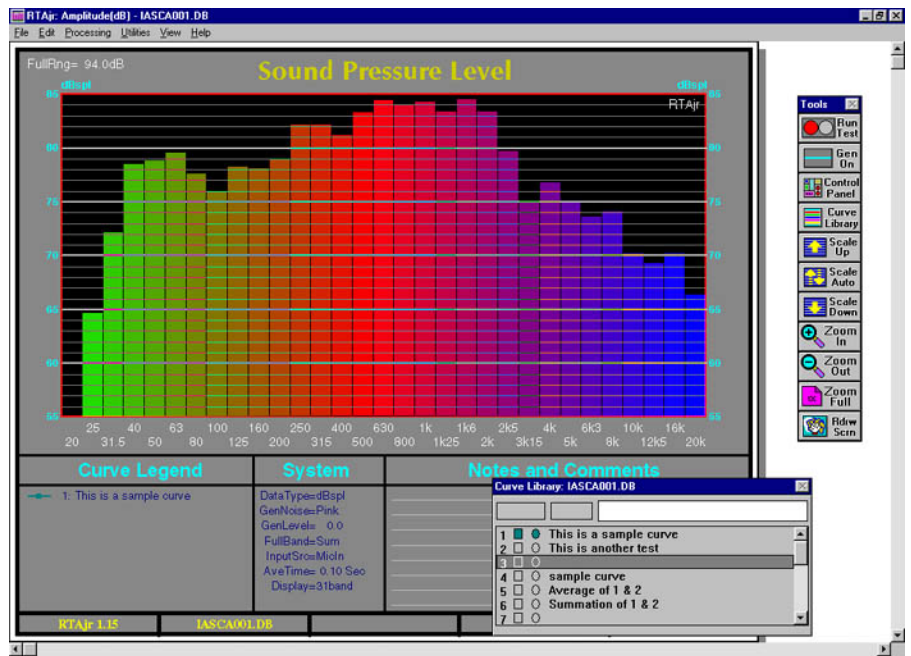 RTAjr: Amplitude[dB] - IASCA001.DB
File Edit Processing Utilities View Help
FullRng= 94.0dB
Sound Pressure Level
dBspl dBspl
RTAjr
85 85
80 80
75 75
70 70
65 65
60 60
55 55
25 40 63 100 160 250 400 630 1k 1k6 2k5 4k 6k3 10k 16k
20 31.5 50 80 125 200 315 500 800 1k25 2k 3k15 5k 8k 12k5 20k
Curve Legend
1: This is a sample curve
System
DataType=dBspl
GenNoise=Pink
GenLevel= 0.0
FullBand=Sum
InputSrc=MicIn
AveTime= 0.10 Sec
Display=31band
Notes and Comments
RTAjr 1.15 IASCA001.DB
Tools
Run Test
Gen On
Control Panel
Curve Library
Scale Up
Scale Auto
Scale Down
Zoom In
Zoom Out
Zoom Full
Rdrw Scrn
Curve Library: IASCA001.DB
1 This is a sample curve
2 This is another test
3
4 sample curve
5 Average of 1 & 2
6 Summation of 1 & 2
7